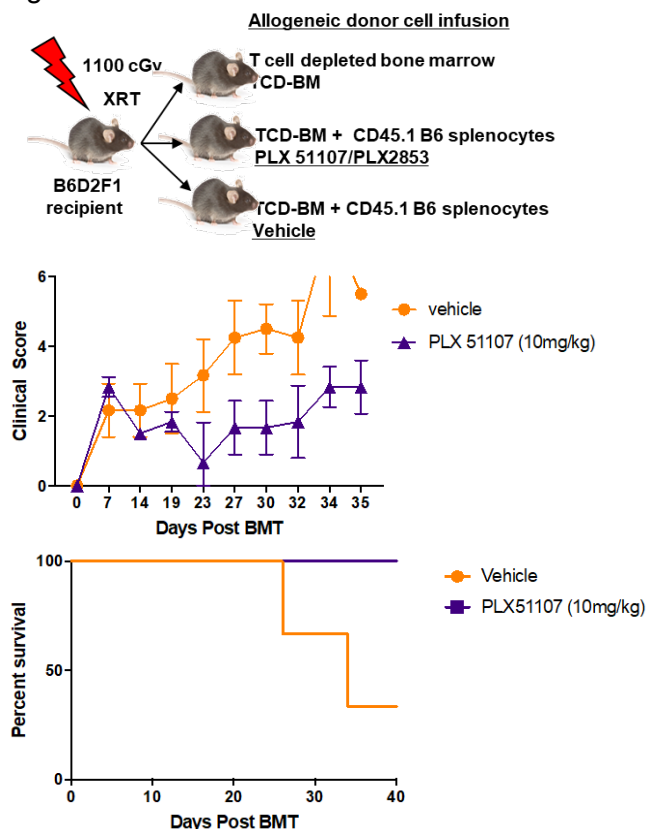 Allogeneic donor cell infusion
1100 cGv
XRT
T cell depleted bone marrow
TCD-BM
TCD-BM + CD45.1 B6 splenocytes
PLX 51107/PLX2853
B6D2F1
recipient
TCD-BM + CD45.1 B6 splenocytes
Vehicle
6
4
2
0
Clinical Score
0 7 14 19 23 27 30 32 34 35
Days Post BMT
vehicle
PLX 51107 (10mg/kg)
100
50
0
Percent survival
0 10 20 30 40
Days Post BMT
Vehicle
PLX51107 (10mg/kg)